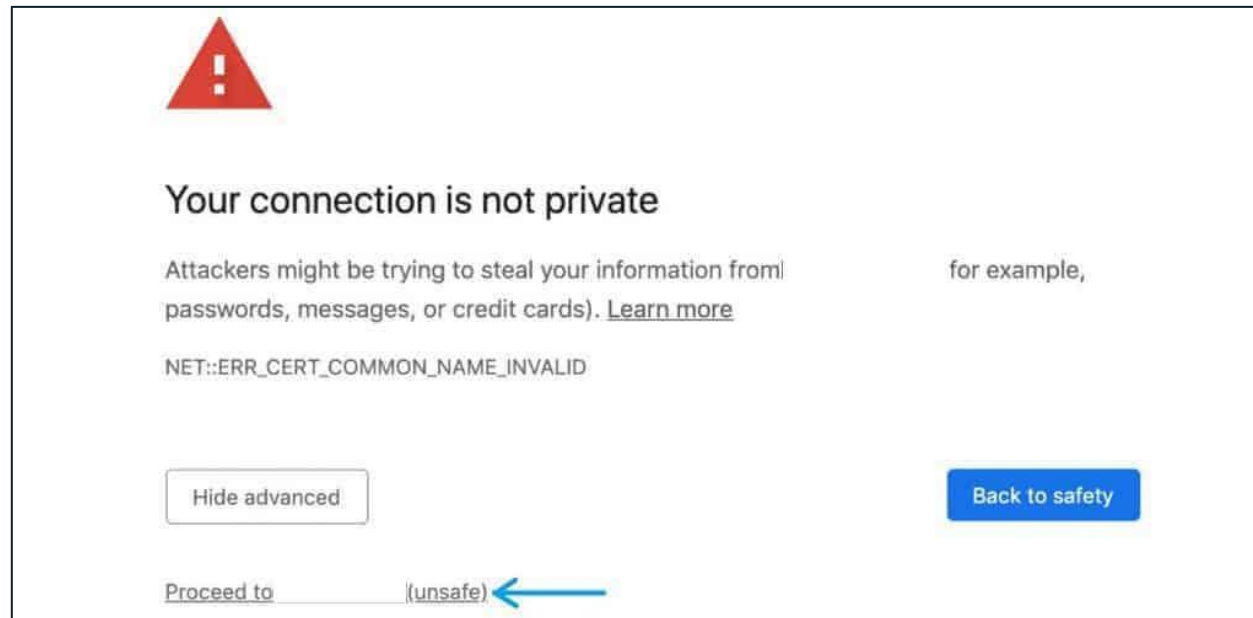 Your connection is not private
Attackers might be trying to steal your information from for example,
passwords, messages, or credit cards). Learn more
NET::ERR_CERT_COMMON_NAME_INVALID
Hide advanced
Back to safety
Proceed to (unsafe)